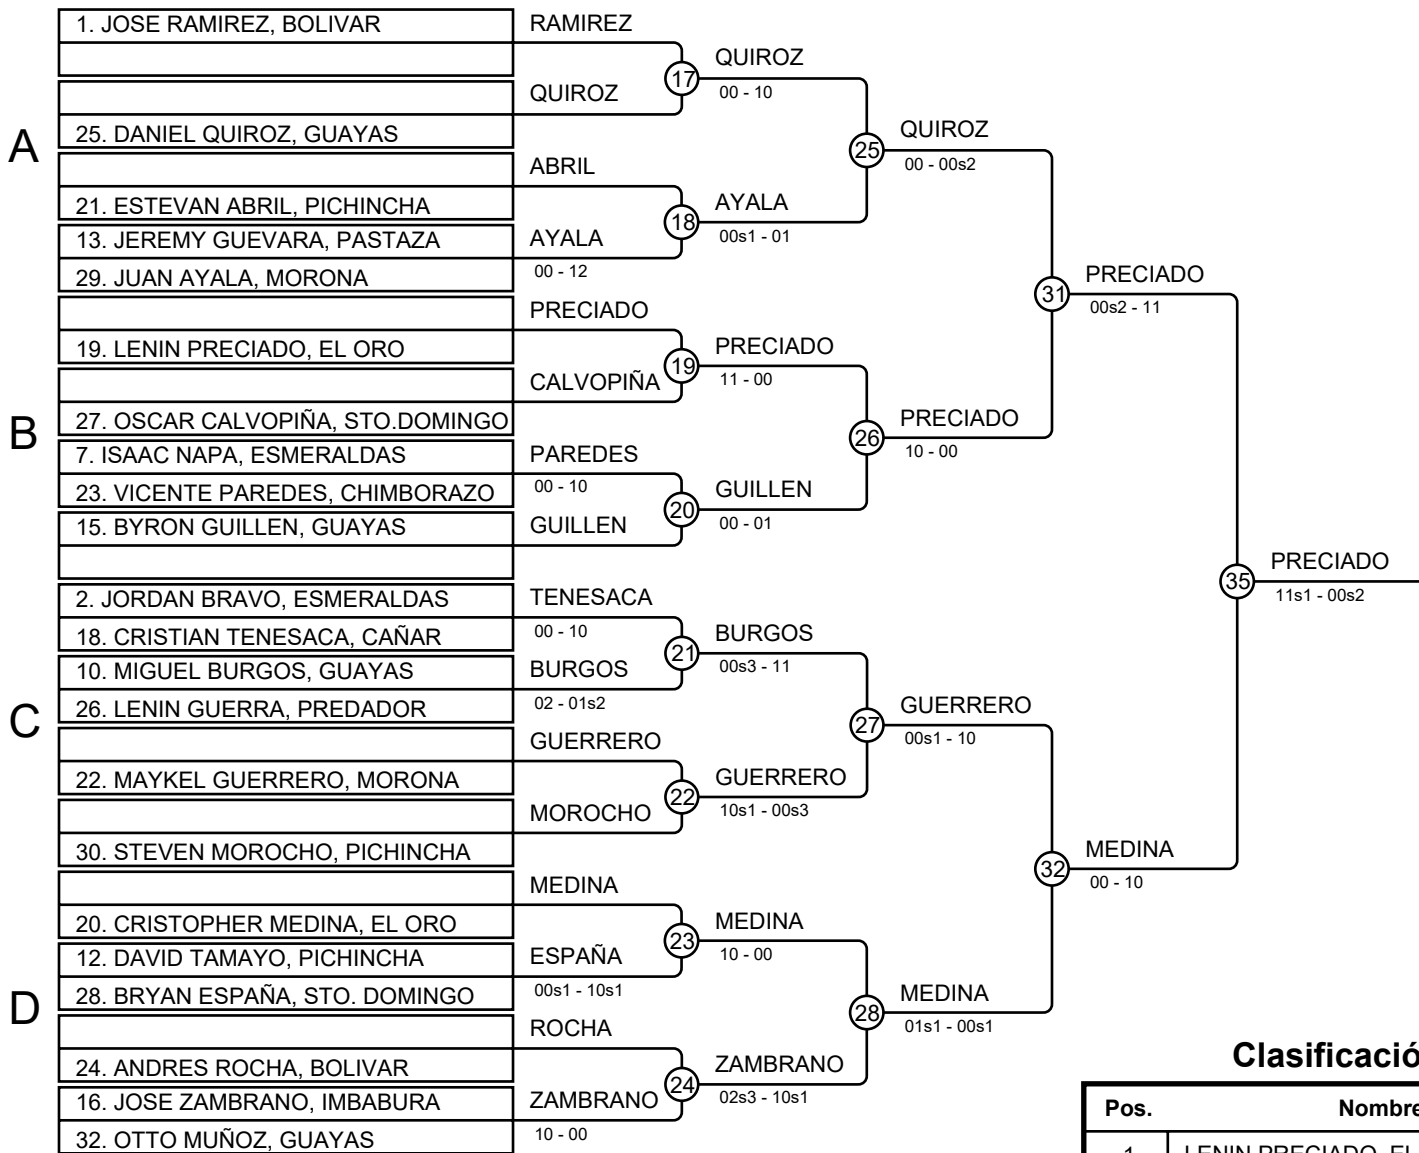 A
1. JOSE RAMIREZ, BOLIVAR
25. DANIEL QUIROZ, GUAYAS
21. ESTEVAN ABRIL, PICHINCHA
13. JEREMY GUEVARA, PASTAZA
29. JUAN AYALA, MORONA
B
19. LENIN PRECIADO, EL ORO
27. OSCAR CALVOPIÑA, STO.DOMINGO
7. ISAAC NAPA, ESMERALDAS
23. VICENTE PAREDES, CHIMBORAZO
15. BYRON GUILLEN, GUAYAS
C
2. JORDAN BRAVO, ESMERALDAS
18. CRISTIAN TENESACA, CAÑAR
10. MIGUEL BURGOS, GUAYAS
26. LENIN GUERRA, PREDADOR
22. MAYKEL GUERRERO, MORONA
30. STEVEN MOROCHO, PICHINCHA
D
20. CRISTOPHER MEDINA, EL ORO
12. DAVID TAMAYO, PICHINCHA
28. BRYAN ESPAÑA, STO. DOMINGO
24. ANDRES ROCHA, BOLIVAR
16. JOSE ZAMBRANO, IMBABURA
32. OTTO MUÑOZ, GUAYAS
RAMIREZ
QUIROZ
ABRIL
AYALA
00 - 12
PRECIADO
CALVOPIÑA
PAREDES
00 - 10
GUILLEN
TENESACA
00 - 10
BURGOS
02 - 01s2
GUERRERO
MOROCHO
MEDINA
ESPAÑA
00s1 - 10s1
ROCHA
ZAMBRANO
10 - 00
17
QUIROZ
00 - 10
18
AYALA
00s1 - 01
19
PRECIADO
11 - 00
20
GUILLEN
00 - 01
21
BURGOS
00s3 - 11
22
GUERRERO
10s1 - 00s3
23
MEDINA
10 - 00
24
ZAMBRANO
02s3 - 10s1
25
QUIROZ
00 - 00s2
26
PRECIADO
10 - 00
27
GUERRERO
00s1 - 10
28
MEDINA
01s1 - 00s1
31
PRECIADO
00s2 - 11
32
MEDINA
00 - 10
35
PRECIADO
11s1 - 00s2
Clasificació
Pos.
Nombre
1
LENIN PRECIADO, EL